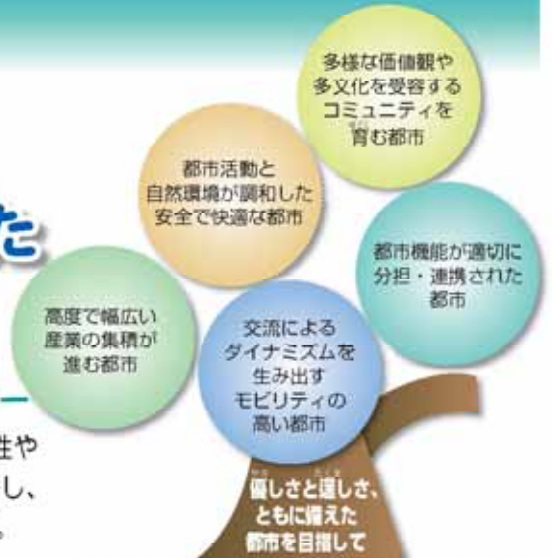 多様な価値観や
多文化を受容する
コミュニティを
育む都市
都市活動と
自然環境が調和した
安全で快適な都市
た
都市機能が適切に
分担・連携された
都市
高度で幅広い
産業の集積が
進む都市
交流による
ダイナミズムを
生み出す
モビリティの
高い都市
性や
し、
。
優しさと逞しさ、
ともに備えた
都市を目指して